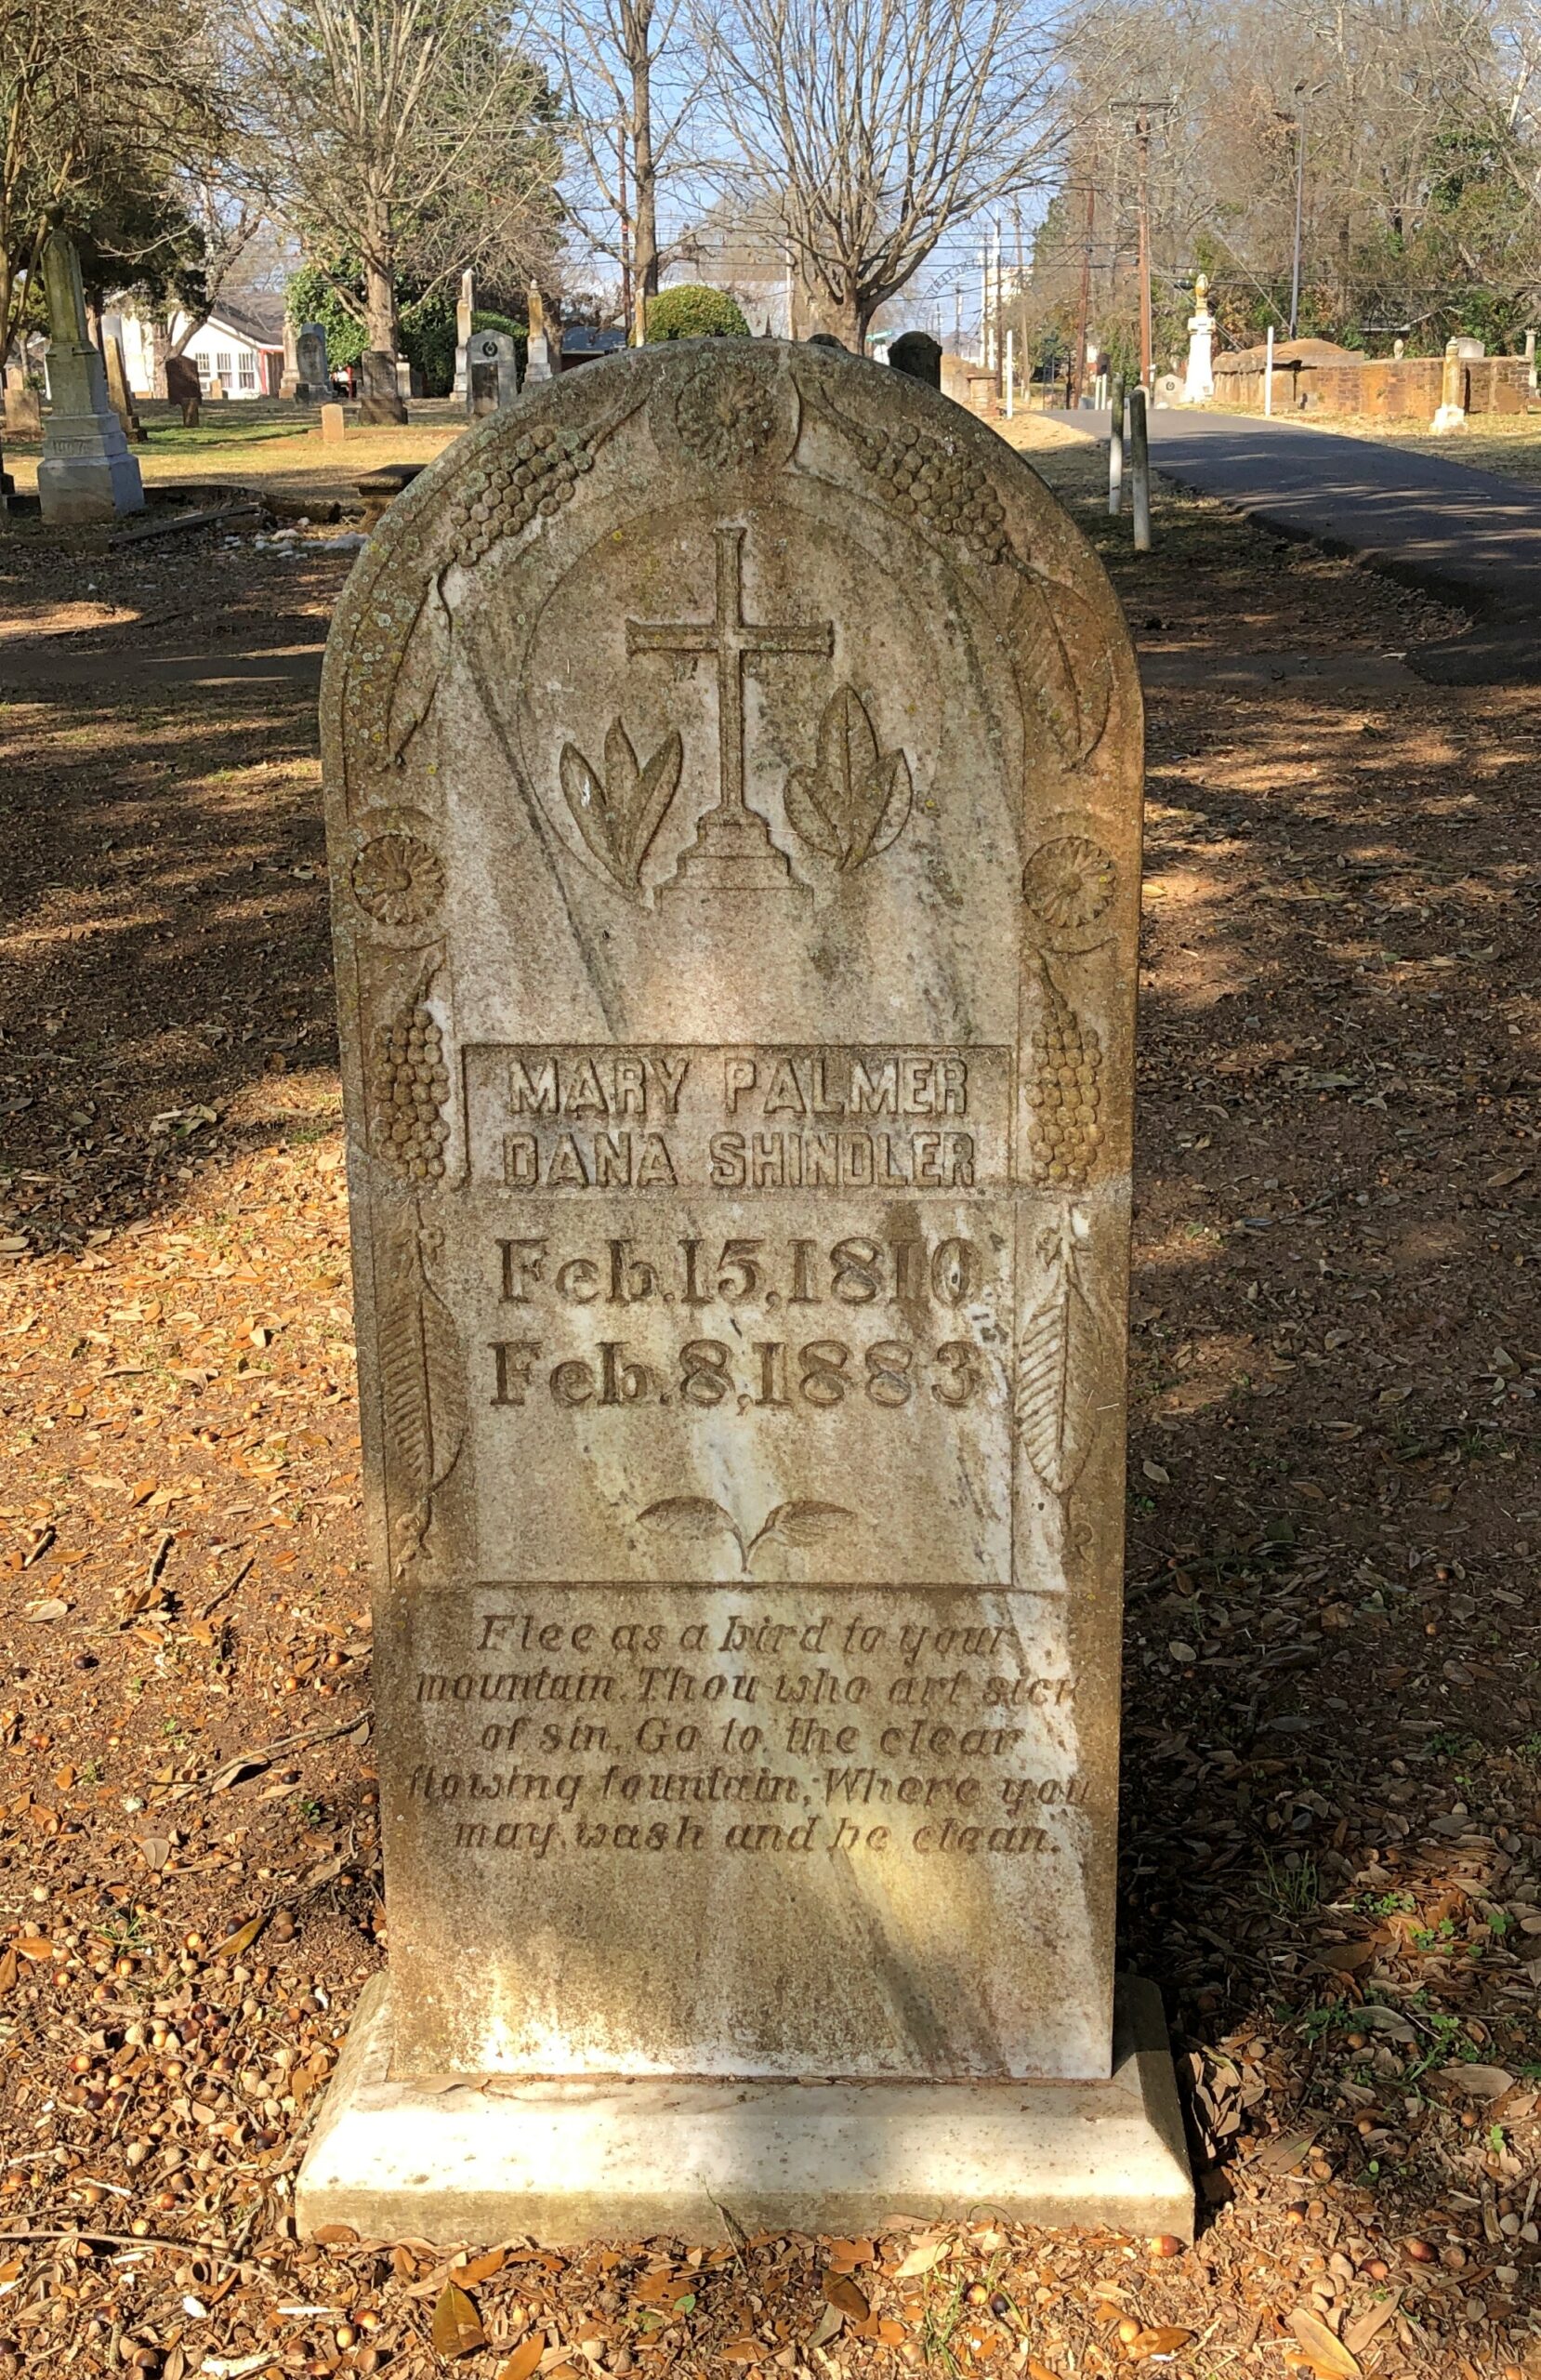 MARY PALMER
DANA SHINDLER
Feb. 15, 1810
Feb. 8, 1883
Flee as a bird to your
mountain, Thou who art sick
of sin, Go to the clear
flowing fountain, Where you
may wash and be clean.